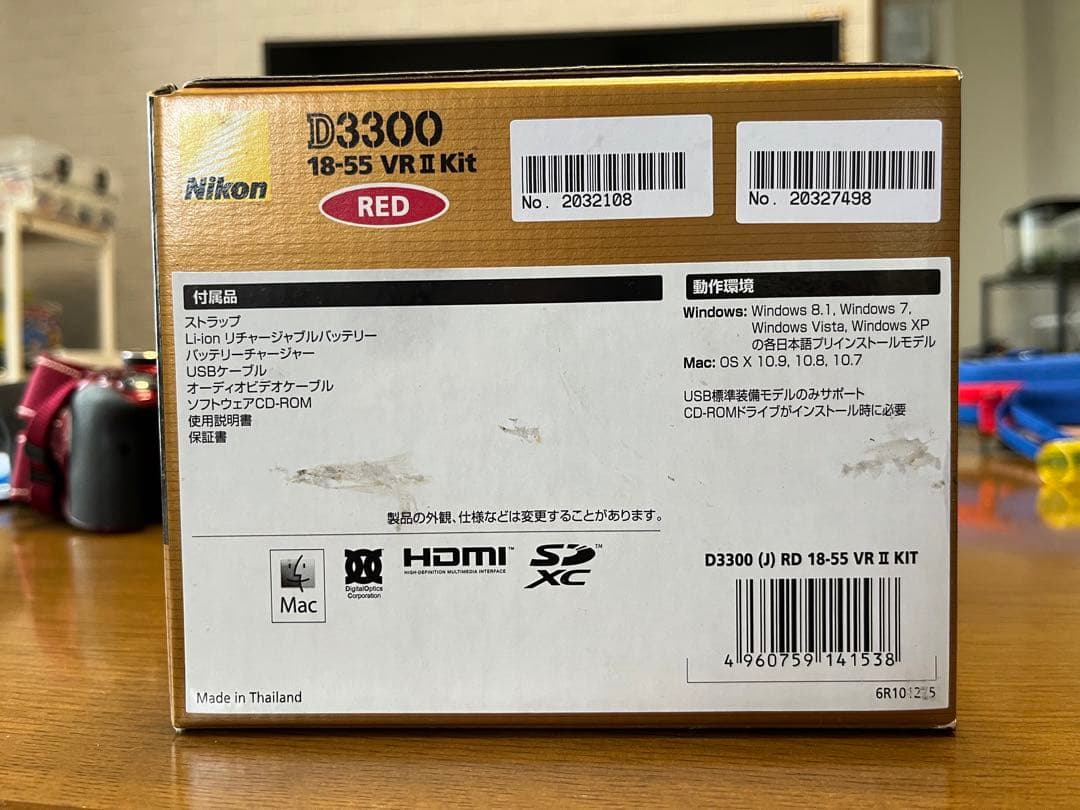 Nikon
D3300
18-55 VR II Kit
RED
No. 2032108
No. 20327498
付属品
ストラップ
Li-ion リチャージャブルバッテリー
バッテリーチャージャー
USBケーブル
オーディオビデオケーブル
ソフトウェアCD-ROM
使用説明書
保証書
動作環境
Windows: Windows 8.1, Windows 7,
Windows Vista, Windows XP
の各日本語プリインストールモデル
Mac: OS X 10.9, 10.8, 10.7
USB標準装備モデルのみサポート
CD-ROMドライブがインストール時に必要
製品の外観、仕様などは変更することがあります。
Mac
DigitalOptics
Corporation
HDMI™
HIGH-DEFINITION MULTIMEDIA INTERFACE
SD™
XC
D3300 (J) RD 18-55 VR II KIT
4 960759 141538
Made in Thailand